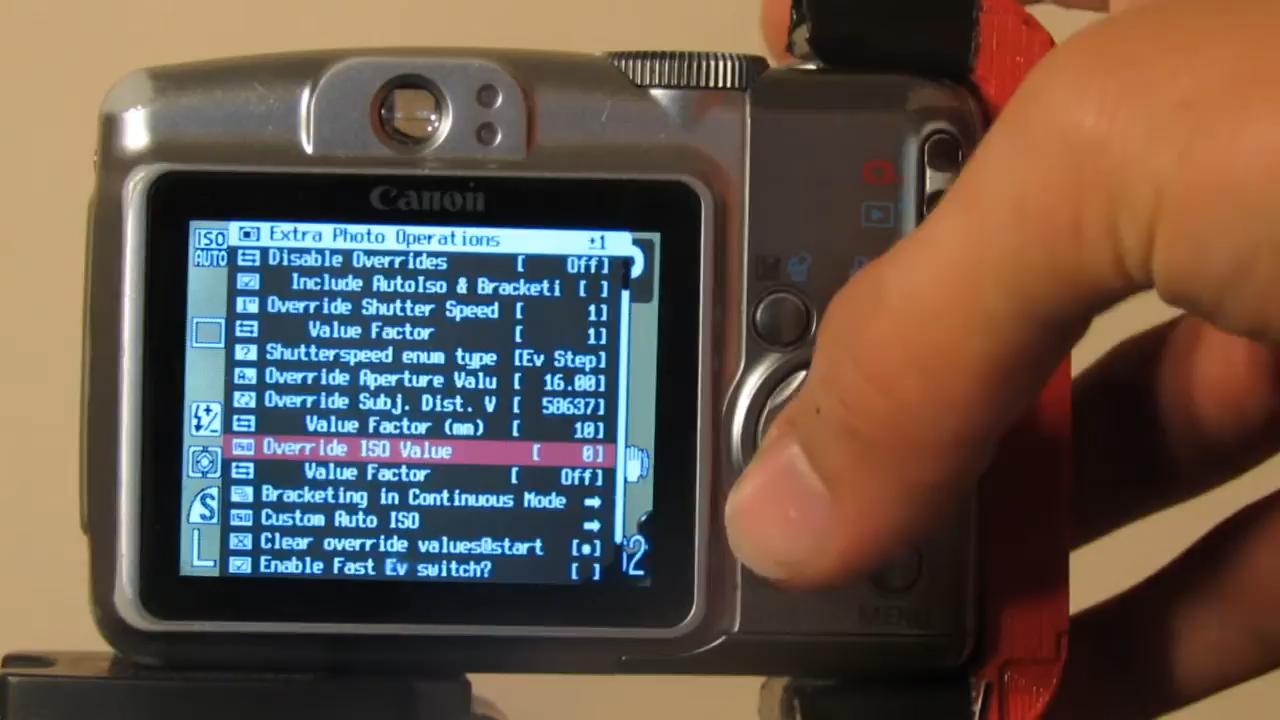 Canon
ISO
AUTO
Extra Photo Operations ±1
Disable Overrides [ Off]
Include AutoIso & Bracketi [ ]
Override Shutter Speed [ 1]
Value Factor [ 1]
Shutterspeed enum type [Ev Step]
Override Aperture Valu [ 16.00]
Override Subj. Dist. V [ 58637]
Value Factor (mm) [ 10]
Override ISO Value [ 0]
Value Factor [ Off]
Bracketing in Continuous Mode →
Custom Auto ISO →
Clear override values@start [•]
Enable Fast Ev switch? [ ]
S
L
MENU